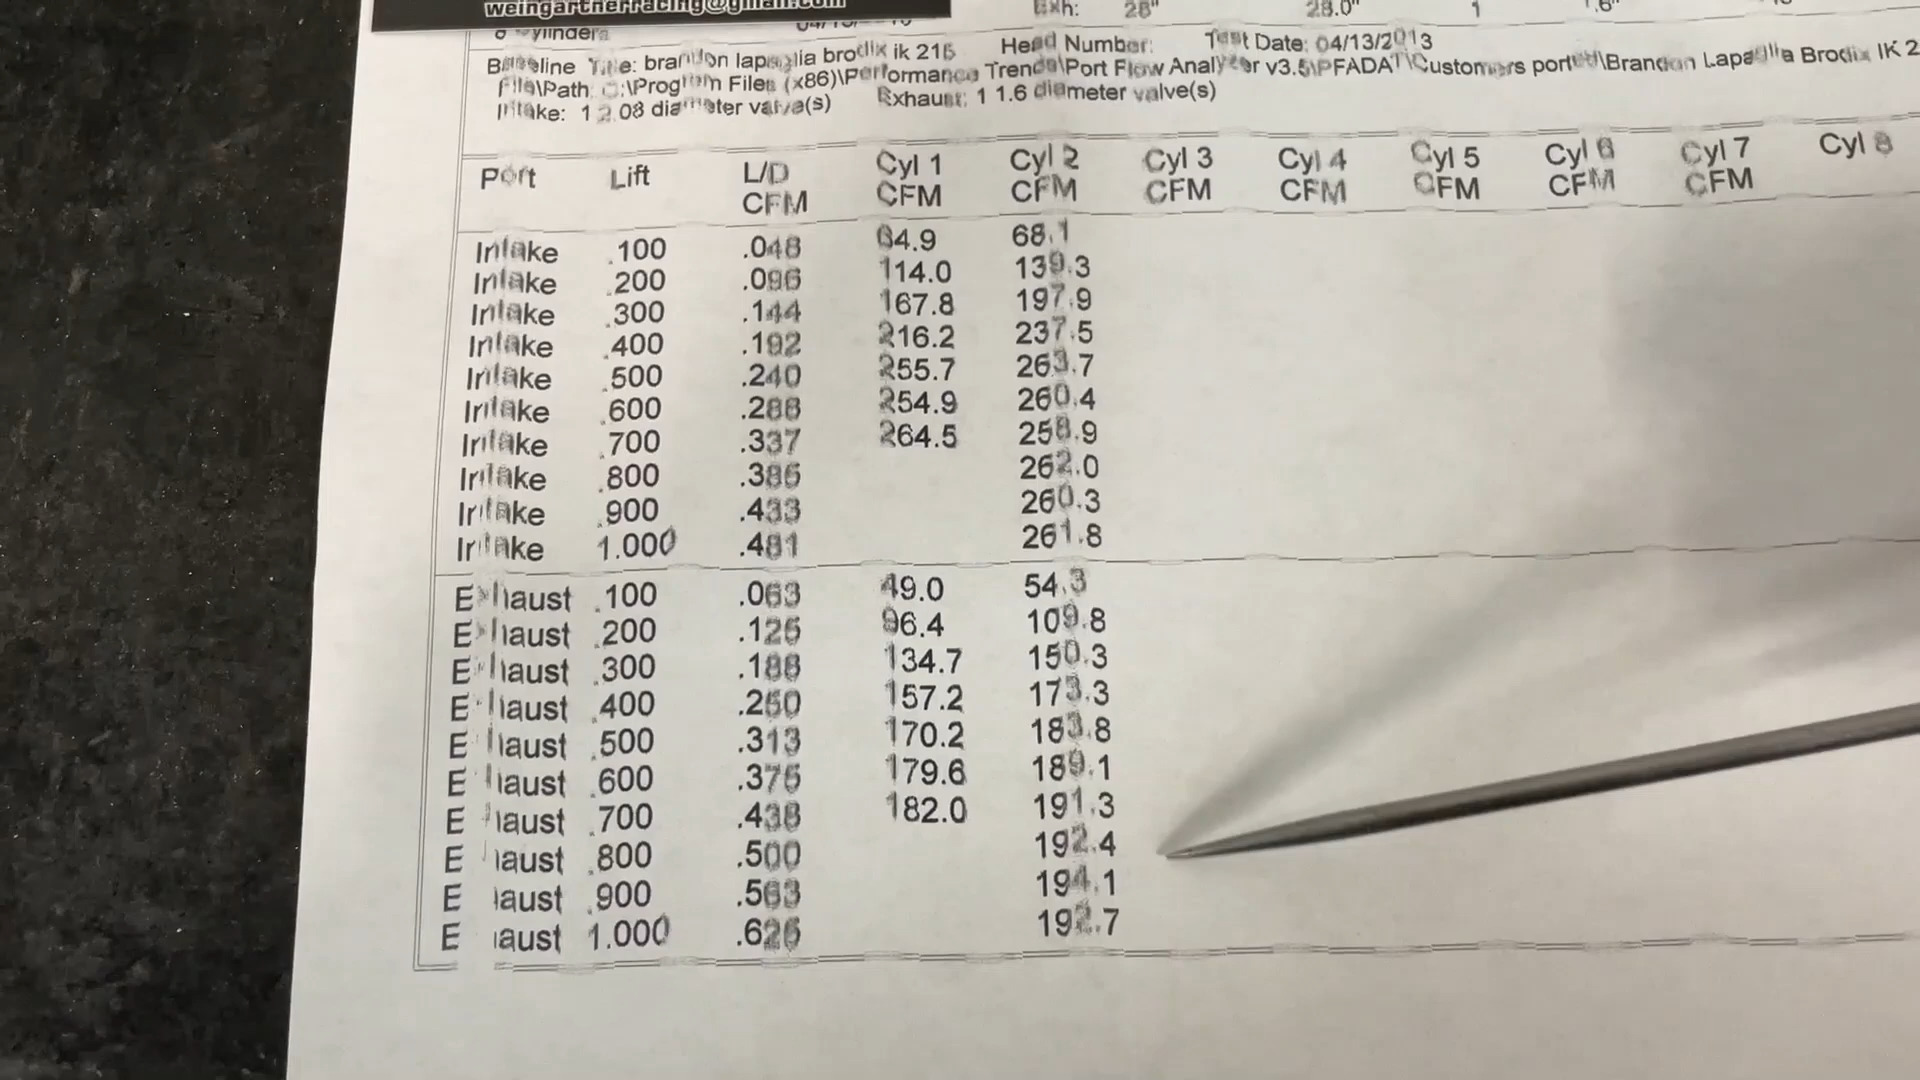 weingartnerracing@gmail.com
Exh: 28" 28.0" 1 1.6"
Baseline Title: brandon lapaglia brodix ik 215 Head Number: Test Date: 04/13/2013
File\Path: C:\Program Files (x86)\Performance Trends\Port Flow Analyzer v3.5\PFADAT\Customers ported\Brandon Lapaglia Brodix IK 2
Intake: 1 2.08 diameter valve(s) Exhaust: 1 1.6 diameter valve(s)
Port Lift L/D Cyl 1 Cyl 2 Cyl 3 Cyl 4 Cyl 5 Cyl 6 Cyl 7 Cyl 8
CFM CFM CFM CFM CFM CFM CFM CFM
Intake .100 .048 64.9 68.1
Intake .200 .096 114.0 139.3
Intake .300 .144 167.8 197.9
Intake .400 .192 216.2 237.5
Intake .500 .240 255.7 263.7
Intake .600 .288 254.9 260.4
Intake .700 .337 264.5 258.9
Intake .800 .385 262.0
Intake .900 .433 260.3
Intake 1.000 .481 261.8
Exhaust .100 .063 49.0 54.3
Exhaust .200 .125 96.4 109.8
Exhaust .300 .188 134.7 150.3
Exhaust .400 .250 157.2 173.3
Exhaust .500 .313 170.2 183.8
Exhaust .600 .375 179.6 189.1
Exhaust .700 .438 182.0 191.3
Exhaust .800 .500 192.4
Exhaust .900 .563 194.1
Exhaust 1.000 .625 192.7